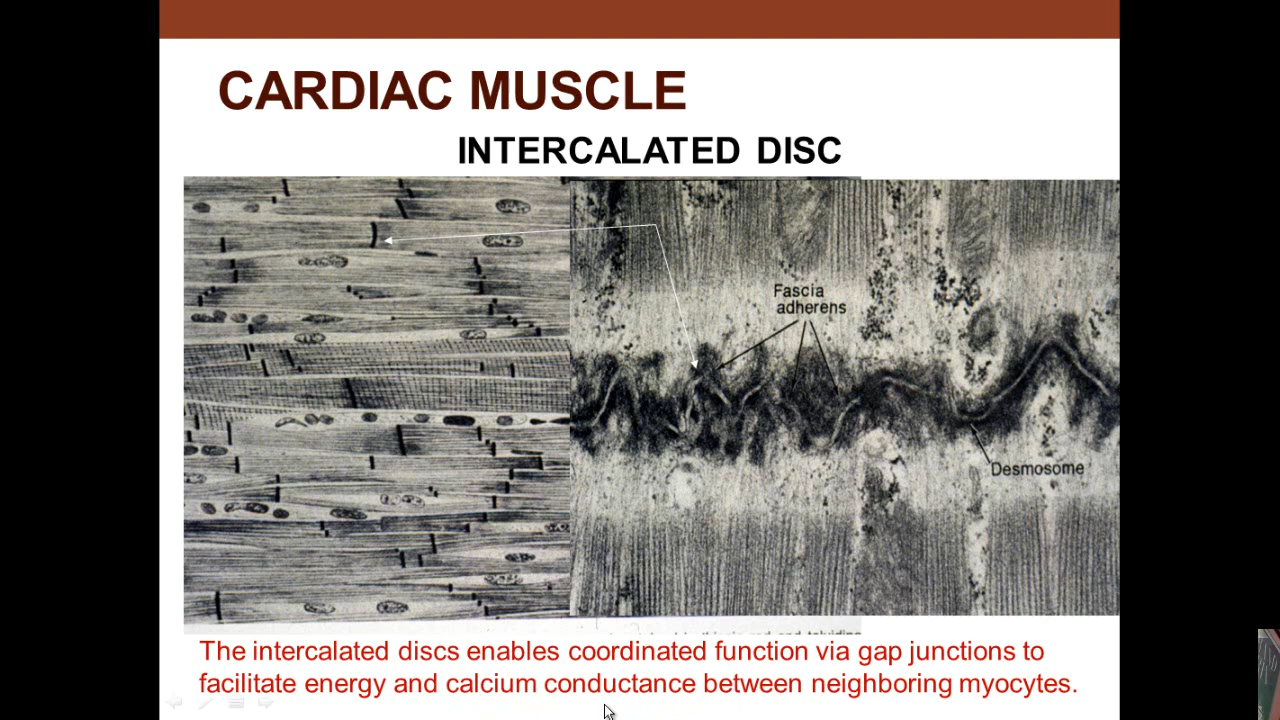 CARDIAC MUSCLE
INTERCALATED DISC
Fascia
adherens
Desmosome
The intercalated discs enables coordinated function via gap junctions to
facilitate energy and calcium conductance between neighboring myocytes.